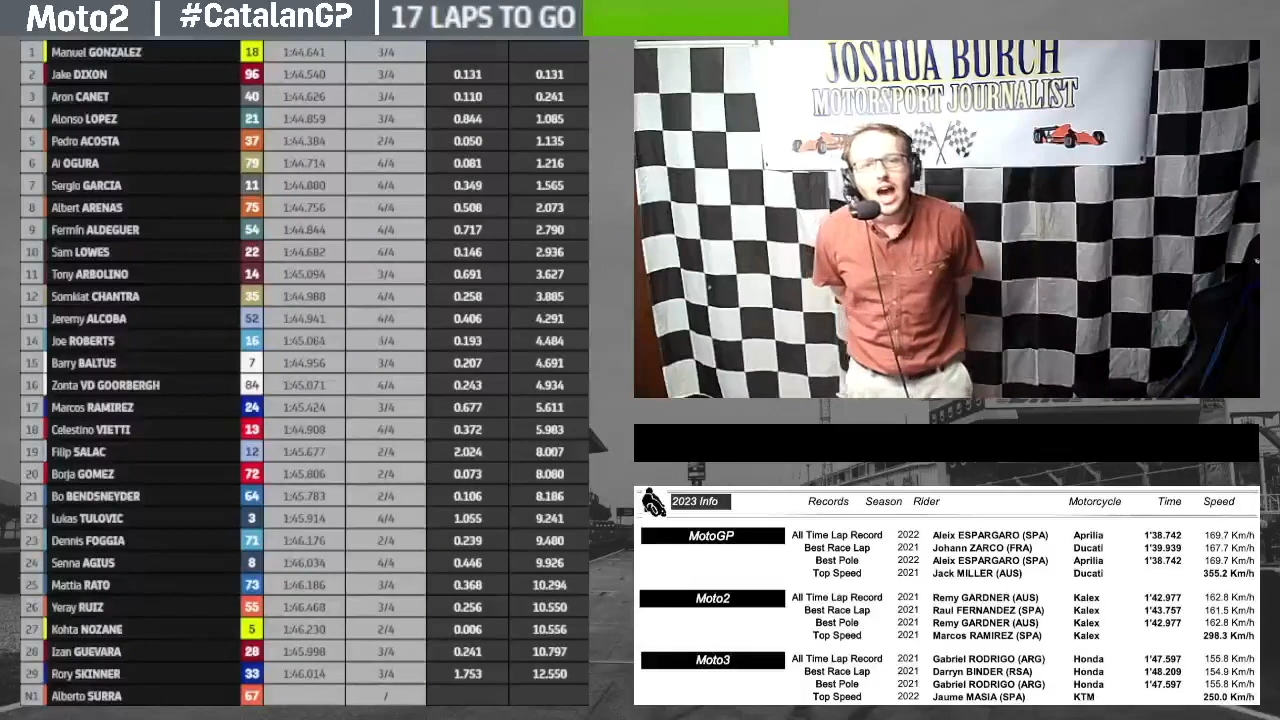 Moto2 | #CatalanGP | 17 LAPS TO GO
1 Manuel GONZALEZ 18 1:44.641 3/4
2 Jake DIXON 96 1:44.540 3/4 0.131 0.131
3 Aron CANET 40 1:44.626 3/4 0.110 0.241
4 Alonso LOPEZ 21 1:44.711 3/4 0.844 1.085
5 Pedro ACOSTA 37 1:44.384 2/4 0.050 1.135
6 Ai OGURA 79 1:44.714 4/4 0.081 1.216
7 Sergio GARCIA 11 1:44.880 4/4 0.349 1.565
8 Albert ARENAS 75 1:44.756 4/4 0.508 2.073
9 Fermín ALDEGUER 54 1:44.844 4/4 0.717 2.790
10 Sam LOWES 22 1:44.682 4/4 0.146 2.936
11 Tony ARBOLINO 14 1:45.094 3/4 0.691 3.627
12 Somkiat CHANTRA 35 1:44.988 4/4 0.258 3.885
13 Jeremy ALCOBA 52 1:44.941 4/4 0.406 4.291
14 Joe ROBERTS 16 1:45.064 3/4 0.193 4.484
15 Barry BALTUS 7 1:44.956 3/4 0.207 4.691
16 Zonta VD GOORBERGH 84 1:45.071 4/4 0.243 4.934
17 Marcos RAMIREZ 24 1:45.424 3/4 0.677 5.611
18 Celestino VIETTI 13 1:44.908 4/4 0.372 5.983
19 Filip SALAC 12 1:45.677 2/4 2.024 8.007
20 Borja GOMEZ 72 1:45.806 2/4 0.073 8.080
21 Bo BENDSNEYDER 64 1:45.783 3/4 0.106 8.186
22 Lukas TULOVIC 3 1:45.914 4/4 1.055 9.241
23 Dennis FOGGIA 71 1:46.176 2/4 0.239 9.480
24 Senna AGIUS 8 1:46.037 4/4 0.446 9.926
25 Mattia RATO 73 1:46.186 3/4 0.368 10.294
26 Yeray RUIZ 55 1:46.468 3/4 0.256 10.550
27 Kohta NOZANE 5 2/4 0.006 10.556
28 Izan GUEVARA 28 3/4 0.241 10.797
29 Rory SKINNER 33 1:46.014 3/4
N1 Alberto SURRA 67
JOSHUA BURCH
MOTORSPORT JOURNALIST
2023 Info Records Season Rider Motorcycle Time Speed
MotoGP All Time Lap Record 2022 Aleix ESPARGARO (SPA) Aprilia 1'38.742 169.7 Km/h
Best Race Lap 2021 Johann ZARCO (FRA) Ducati 1'39.939 167.7 Km/h
Best Pole 2022 Aleix ESPARGARO (SPA) Aprilia 1'38.742 169.7 Km/h
Top Speed 2021 Jack MILLER (AUS) Ducati 355.2 Km/h
Moto2 All Time Lap Record 2021 Remy GARDNER (AUS) Kalex 1'42.977 162.8 Km/h
Best Race Lap 2021 Raul FERNANDEZ (SPA) Kalex 1'43.757 161.5 Km/h
Best Pole 2021 Remy GARDNER (AUS) Kalex 1'42.977 162.8 Km/h
Top Speed 2021 Marcos RAMIREZ (SPA) Kalex 298.3 Km/h
Moto3 All Time Lap Record 2021 Gabriel RODRIGO (ARG) Honda 1'47.597 155.8 Km/h
Best Race Lap 2021 Darryn BINDER (RSA) Honda 1'48.209 154.9 Km/h
Best Pole 2021 Gabriel RODRIGO (ARG) Honda 1'47.597 155.8 Km/h
Top Speed 2022 Jaume MASIA (SPA) KTM 250.0 Km/h